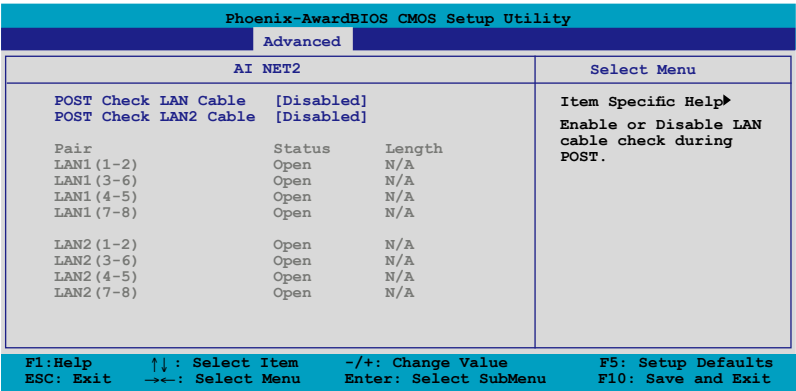 Phoenix-AwardBIOS CMOS Setup Utility
Advanced
AI NET2
Select Menu
POST Check LAN Cable [Disabled]
POST Check LAN2 Cable [Disabled]
Pair Status Length
LAN1(1-2) Open N/A
LAN1(3-6) Open N/A
LAN1(4-5) Open N/A
LAN1(7-8) Open N/A
LAN2(1-2) Open N/A
LAN2(3-6) Open N/A
LAN2(4-5) Open N/A
LAN2(7-8) Open N/A
Item Specific Help
Enable or Disable LAN
cable check during
POST.
F1:Help ↑↓: Select Item -/+: Change Value F5: Setup Defaults
ESC: Exit →←: Select Menu Enter: Select SubMenu F10: Save and Exit